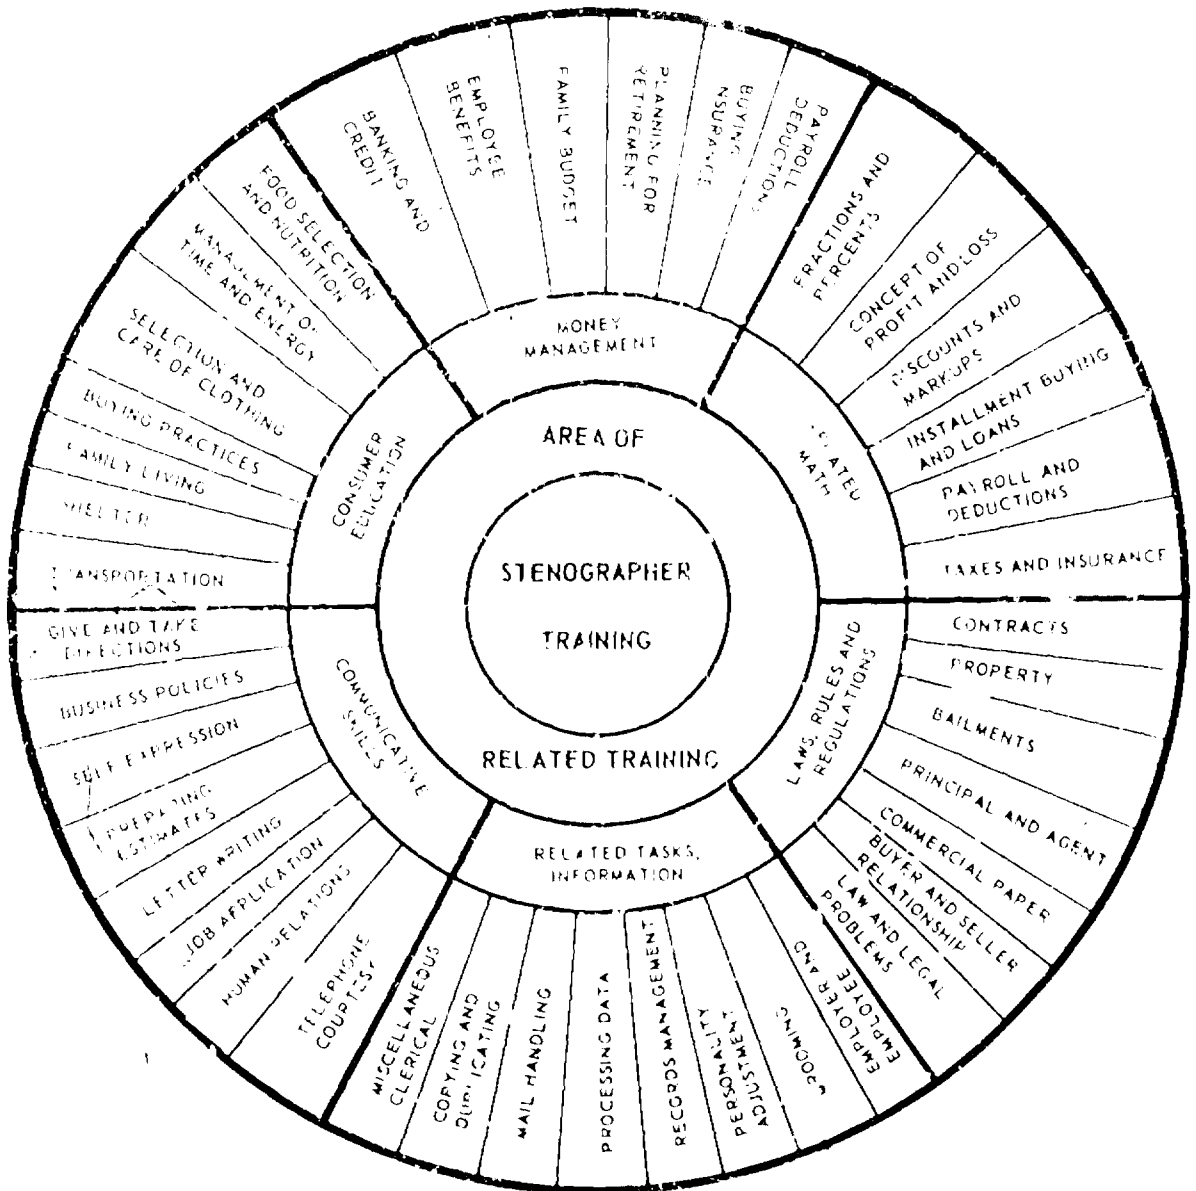 STENOGRAPHER
TRAINING
AREA OF
RELATED TRAINING
MONEY
MANAGEMENT
BANKING AND
CREDIT
EMPLOYEE
BENEFITS
FAMILY BUDGET
PLANNING FOR
RETIREMENT
BUYING
NSURANCE
PAYROLL
DEDUCTIONS
RELATED
MATH
FRACTIONS AND
PERCENTS
CONCEPT OF
PROFIT AND LOSS
DISCOUNTS AND
MARKUPS
INSTALLMENT BUYING
AND LOANS
PAYROLL AND
DEDUCTIONS
TAXES AND INSURANCE
LAWS, RULES AND
REGULATIONS
CONTRACTS
PROPERTY
BAILMENTS
PRINCIPAL AND AGENT
COMMERCIAL PAPER
BUYER AND SELLER
RELATIONSHIP
LAW AND LEGAL
PROBLEMS
RELATED TASKS,
INFORMATION
EMPLOYER AND
EMPLOYEE
GROOMING
PERSONALITY
ADJUSTMENT
RECORDS MANAGEMENT
PROCESSING DATA
MAIL HANDLING
COPYING AND
DUPLICATING
MISCELLANEOUS
CLERICAL
COMMUNICATIVE
SKILLS
TELEPHONE
COURTESY
HUMAN RELATIONS
JOB APPLICATION
LETTER WRITING
PREPARING
ESTIMATES
SELF EXPRESSION
BUSINESS POLICIES
GIVE AND TAKE
DIRECTIONS
CONSUMER
EDUCATION
TRANSPORTATION
SHELTER
FAMILY LIVING
BUYING PRACTICES
SELECTION AND
CARE OF CLOTHING
MANAGEMENT OF
TIME AND ENERGY
FOOD SELECTION
AND NUTRITION